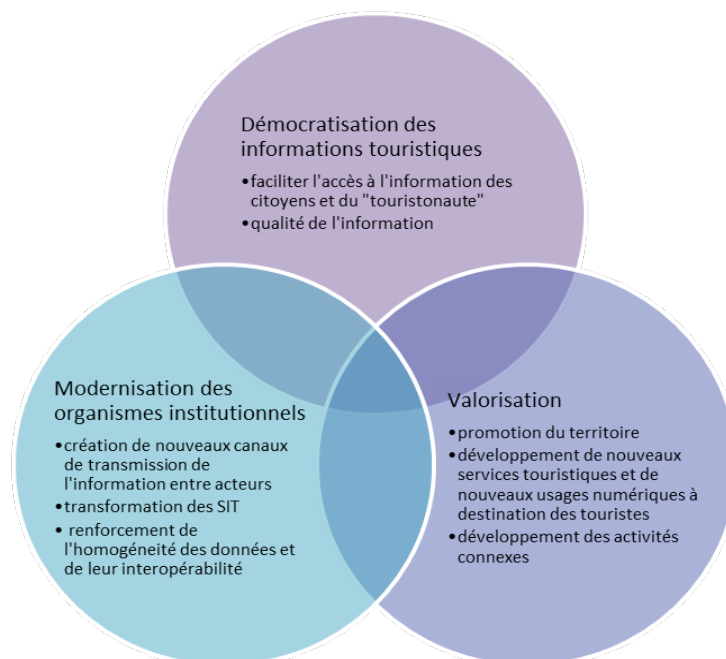 Démocratisation des
informations touristiques
•faciliter l'accès à l'information des
citoyens et du "touristonaute"
•qualité de l'information
Modernisation des
organismes institutionnels
•création de nouveaux canaux
de transmission de
l'information entre acteurs
•transformation des SIT
• renforcement de
l'homogénéité des données et
de leur interopérabilité
Valorisation
•promotion du territoire
•développement de nouveaux
services touristiques et de
nouveaux usages numériques à
destination des touristes
•développement des activités
connexes